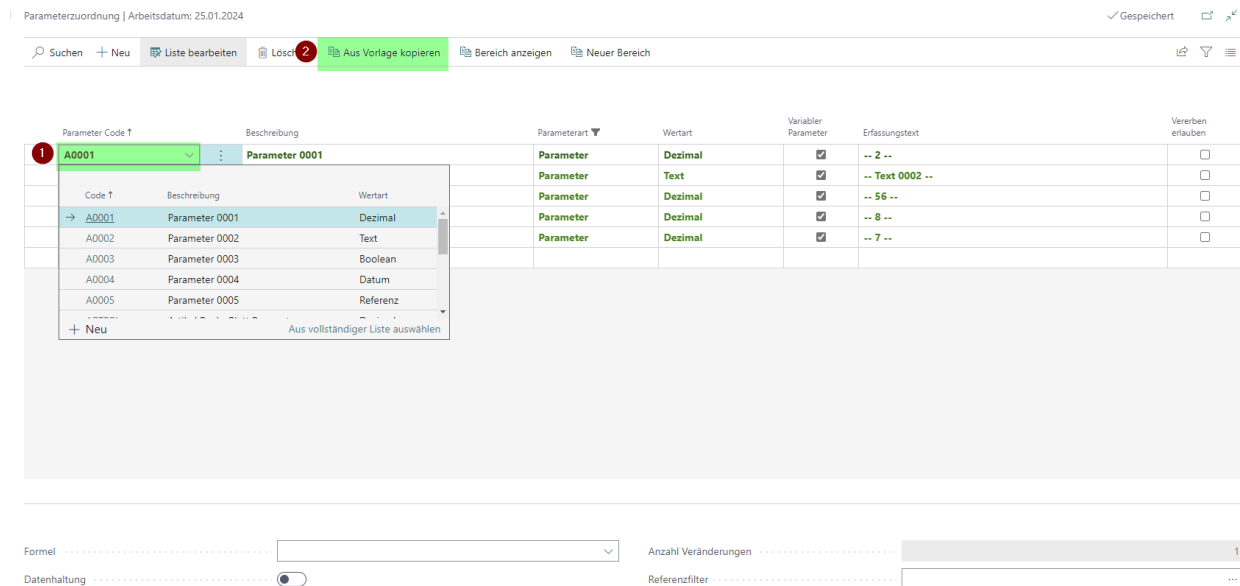 Parameterzuordnung | Arbeitsdatum: 25.01.2024
Gespeichert
Suchen Neu Liste bearbeiten Lösch 2 Aus Vorlage kopieren Bereich anzeigen Neuer Bereich
Parameter Code ↑ Beschreibung Parameterart Wertart Variabler Parameter Erfassungstext Vererben erlauben
1 A0001 Parameter 0001 Parameter Dezimal -- 2 --
Parameter Text -- Text 0002 --
Parameter Dezimal -- 56 --
Parameter Dezimal -- 8 --
Parameter Dezimal -- 7 --
Code ↑ Beschreibung Wertart
→ A0001 Parameter 0001 Dezimal
A0002 Parameter 0002 Text
A0003 Parameter 0003 Boolean
A0004 Parameter 0004 Datum
A0005 Parameter 0005 Referenz
+ Neu Aus vollständiger Liste auswählen
Formel Anzahl Veränderungen 1
Datenhaltung Referenzfilter ...